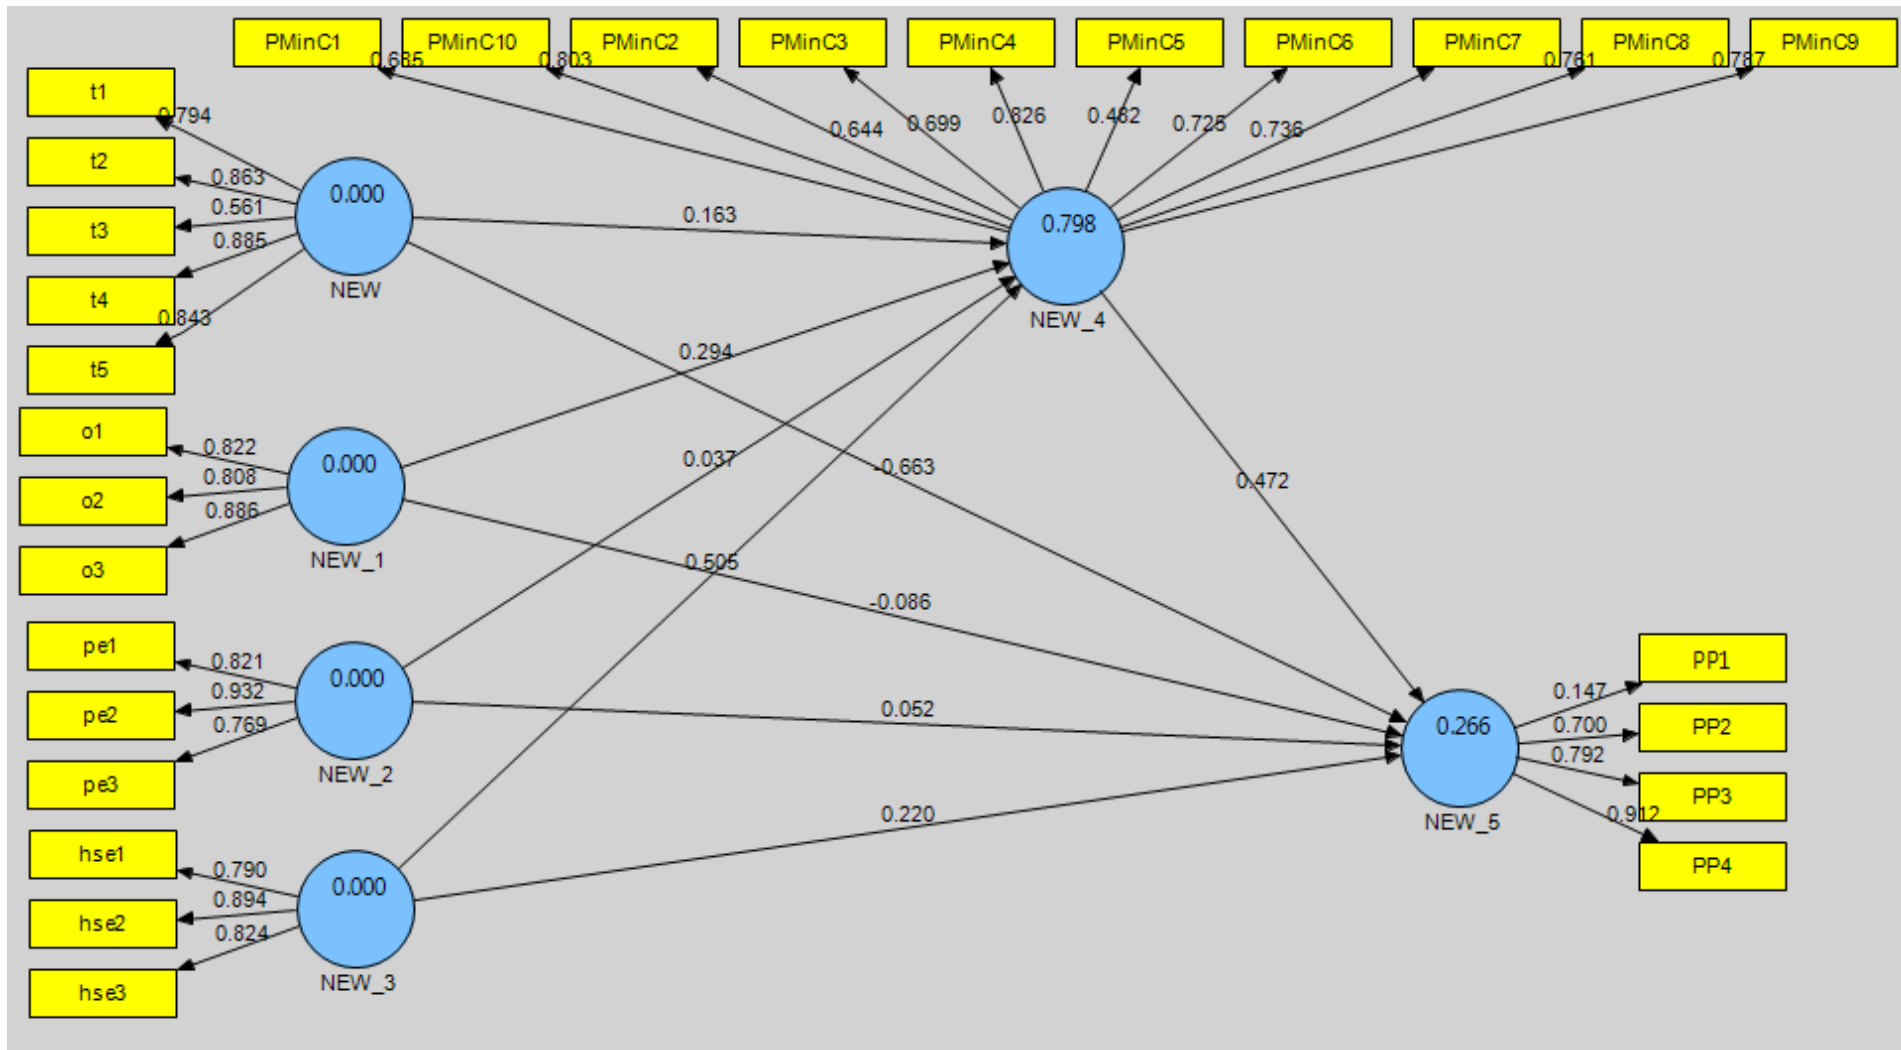 PMinC1
PMinC10
PMinC2
PMinC3
PMinC4
PMinC5
PMinC6
PMinC7
PMinC8
PMinC9
0.685
0.803
0.644
0.699
0.826
0.482
0.725
0.736
0.761
0.787
t1
t2
t3
t4
t5
0.794
0.863
0.561
0.885
0.843
0.000
NEW
0.163
0.798
NEW_4
o1
o2
o3
0.822
0.808
0.886
0.000
NEW_1
0.294
0.037
-0.663
0.472
0.505
-0.086
pe1
pe2
pe3
0.821
0.932
0.769
0.000
NEW_2
0.052
0.220
hse1
hse2
hse3
0.790
0.894
0.824
0.000
NEW_3
0.266
NEW_5
0.147
0.700
0.792
0.912
PP1
PP2
PP3
PP4